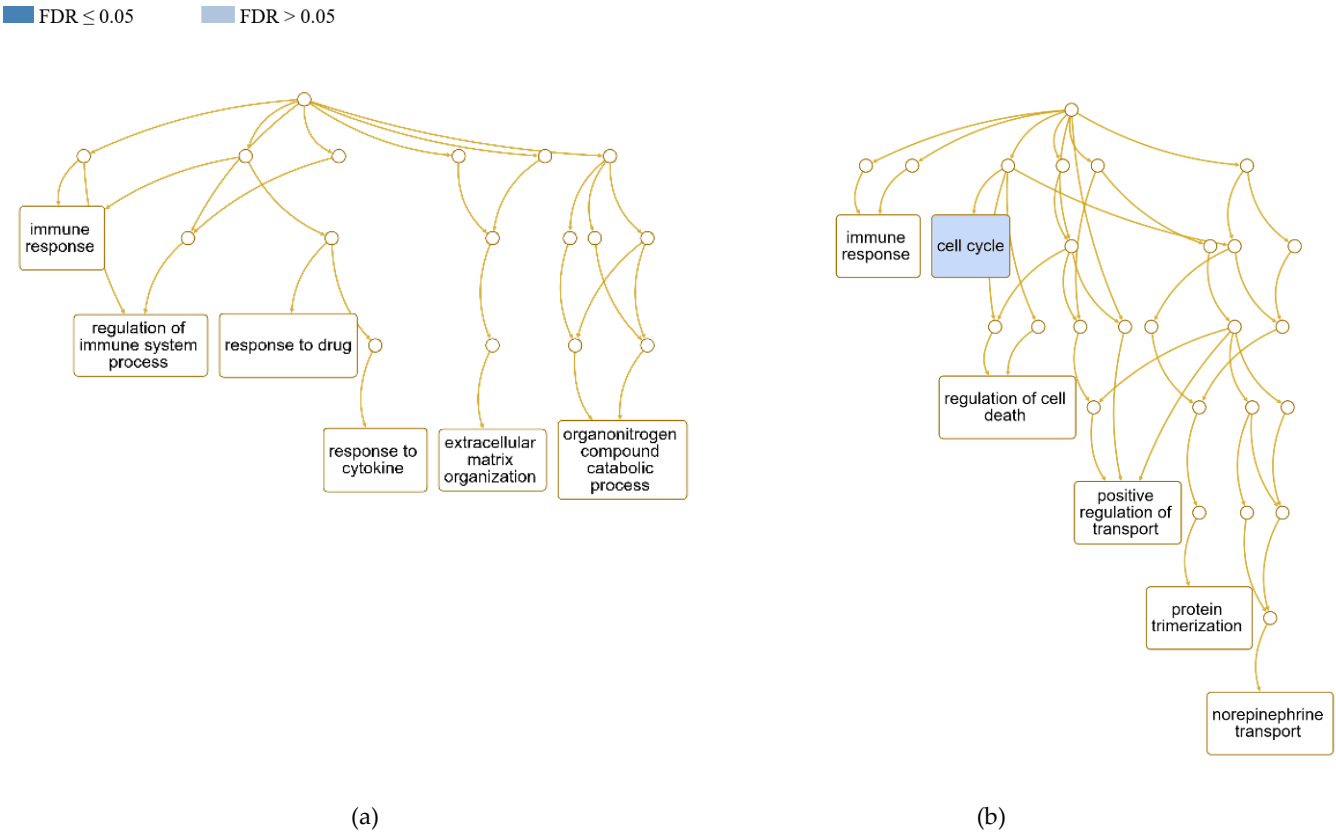 FDR ≤ 0.05
FDR > 0.05
immune
response
regulation of
immune system
process
response to drug
response to
cytokine
extracellular
matrix
organization
organonitrogen
compound
catabolic
process
immune
response
cell cycle
regulation of cell
death
positive
regulation of
transport
protein
trimerization
norepinephrine
transport
(a)
(b)